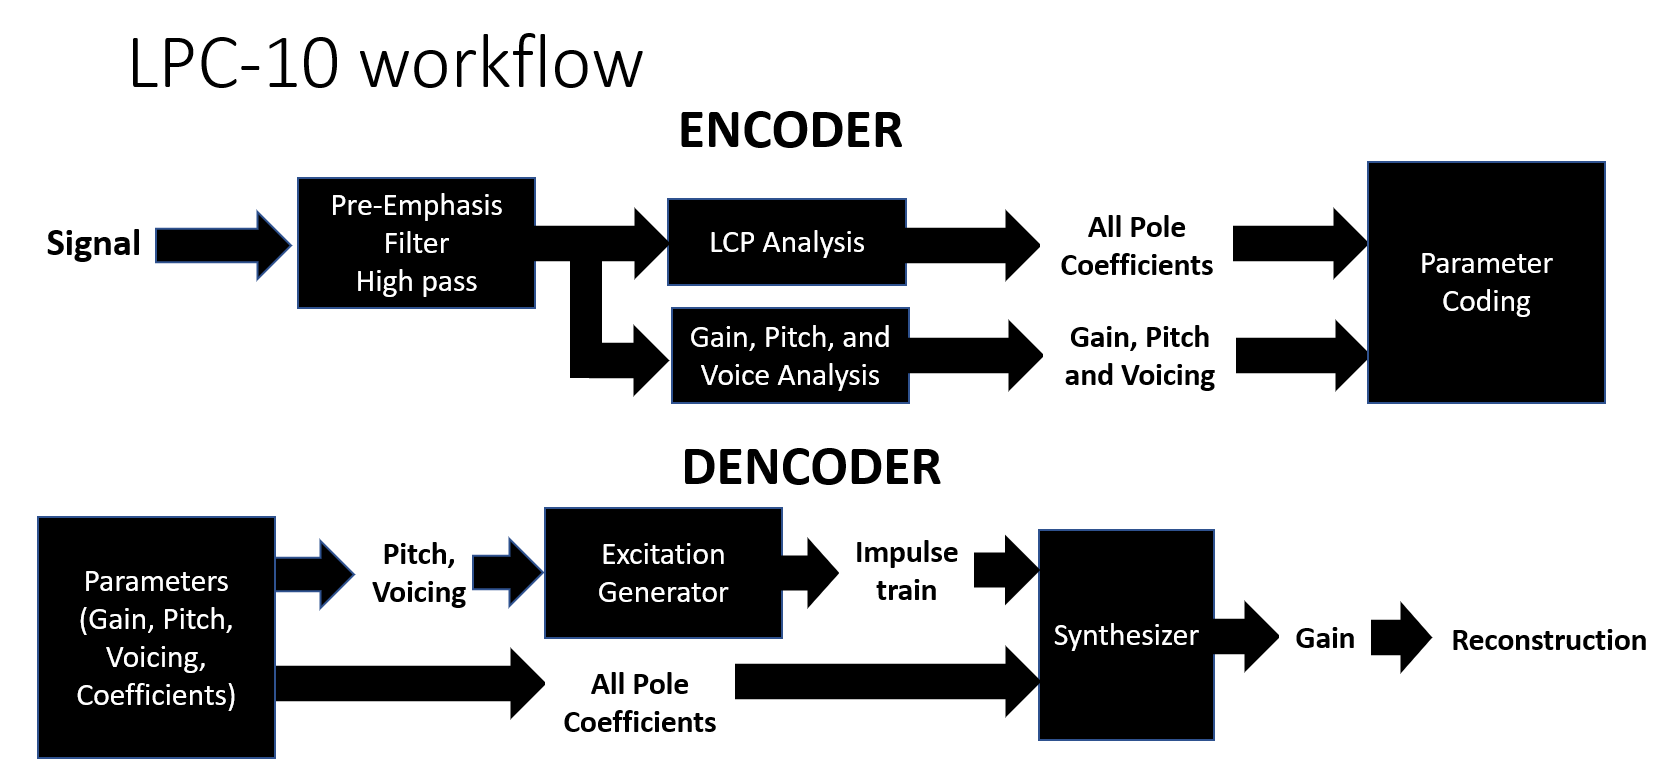 LPC-10 workflow
ENCODER
Signal
Pre-Emphasis
Filter
High pass
LCP Analysis
All Pole
Coefficients
Parameter
Coding
Gain, Pitch, and
Voice Analysis
Gain, Pitch
and Voicing
DENCODER
Parameters
(Gain, Pitch,
Voicing,
Coefficients)
Pitch,
Voicing
Excitation
Generator
Impulse
train
All Pole
Coefficients
Synthesizer
Gain
Reconstruction